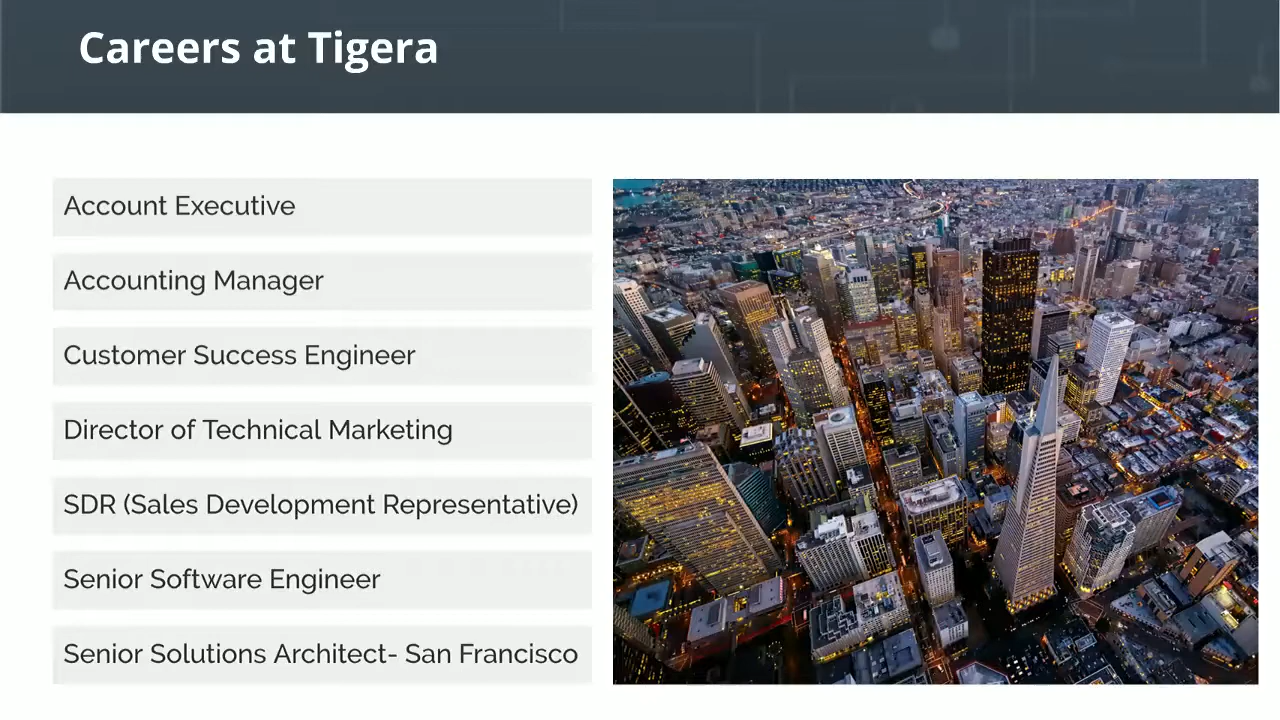 Careers at Tigera
Account Executive
Accounting Manager
Customer Success Engineer
Director of Technical Marketing
SDR (Sales Development Representative)
Senior Software Engineer
Senior Solutions Architect- San Francisco